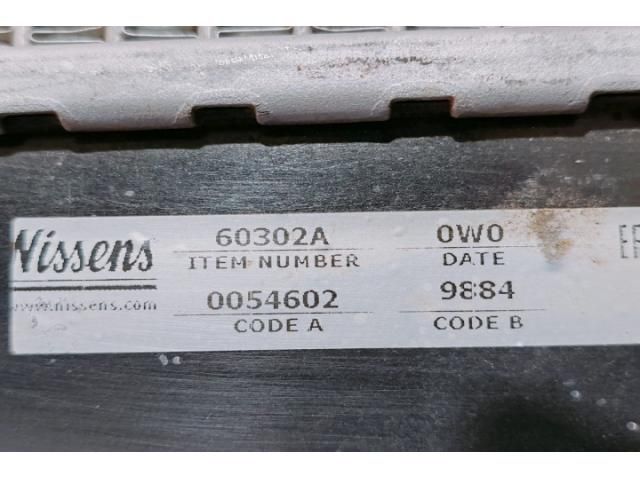 Nissens
www.nissens.com
60302A
ITEM NUMBER
0W0
DATE
0054602
CODE A
9884
CODE B